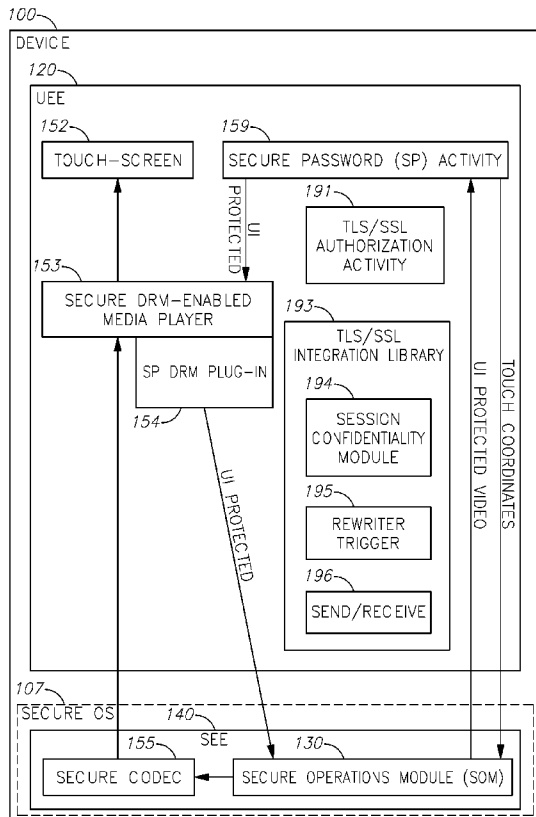 100
DEVICE
120
UEE
152
TOUCH-SCREEN
159
SECURE PASSWORD (SP) ACTIVITY
UI
PROTECTED
191
TLS/SSL
AUTHORIZATION
ACTIVITY
153
SECURE DRM-ENABLED
MEDIA PLAYER
SP DRM PLUG-IN
154
193
TLS/SSL
INTEGRATION LIBRARY
194
SESSION
CONFIDENTIALITY
MODULE
195
REWRITER
TRIGGER
196
SEND/RECEIVE
UI PROTECTED
UI PROTECTED VIDEO
TOUCH COORDINATES
107
SECURE OS
140
SEE
155
SECURE CODEC
130
SECURE OPERATIONS MODULE (SOM)